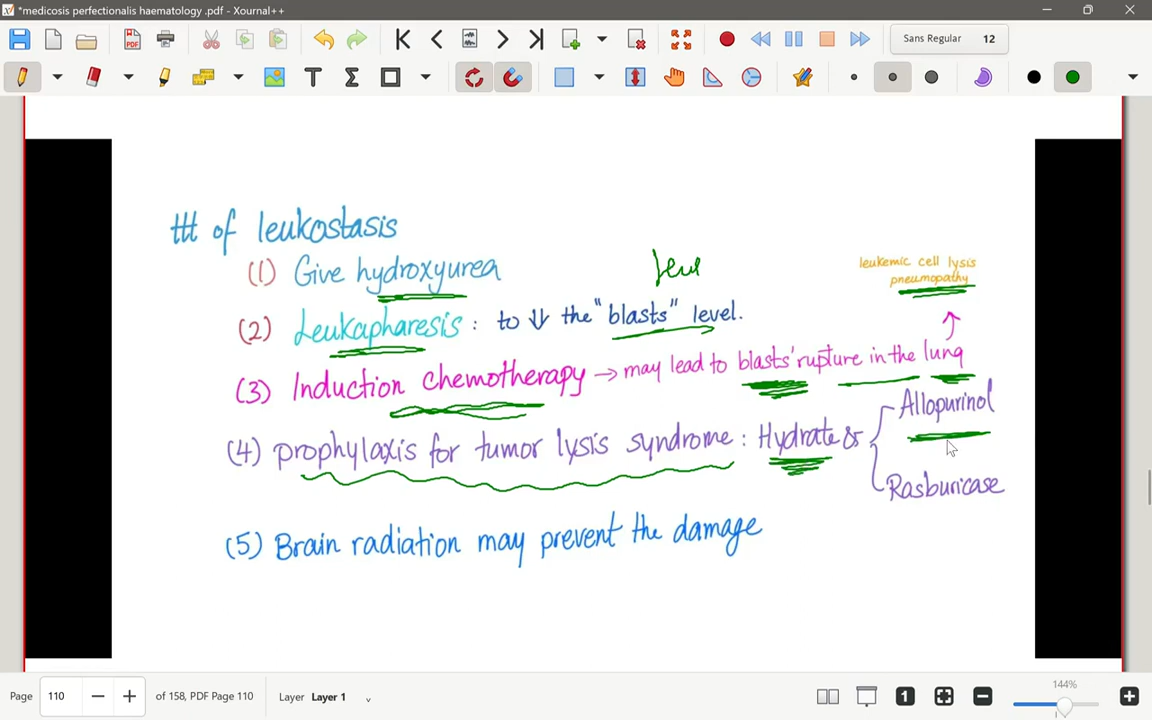 *medicosis perfectionalis haematology .pdf - Xournal++
Sans Regular 12
ttt of leukostasis
(1) Give hydroxyurea
leukemic cell lysis
pneumopathy
(2) Leukapharesis : to ↓↓ the "blasts" level.
(3) Induction chemotherapy → may lead to blasts' rupture in the lung
(4) prophylaxis for tumor lysis syndrome : Hydrate & Allopurinol
Rasburicase
(5) Brain radiation may prevent the damage
Page 110 of 158, PDF Page 110 Layer Layer 1 144%